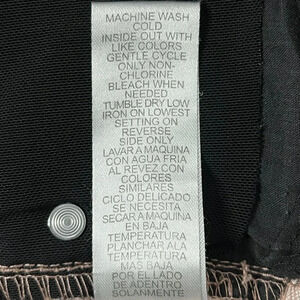 MACHINE WASH
COLD
INSIDE OUT WITH
LIKE COLORS
GENTLE CYCLE
ONLY NON-
CHLORINE
BLEACH WHEN
NEEDED
TUMBLE DRY LOW
IRON ON LOWEST
SETTING ON
REVERSE
SIDE ONLY
LAVAR A MAQUINA
CON AGUA FRIA
AL REVEZ CON
COLORES
SIMILARES
CICLO DELICADO
SE NECESITA
SECAR A MAQUINA
EN BAJA
TEMPERATURA
PLANCHAR ALA
TEMPERATURA
MAS BAJA
POR EL LADO
DE ADENTRO
SOLAMENTE